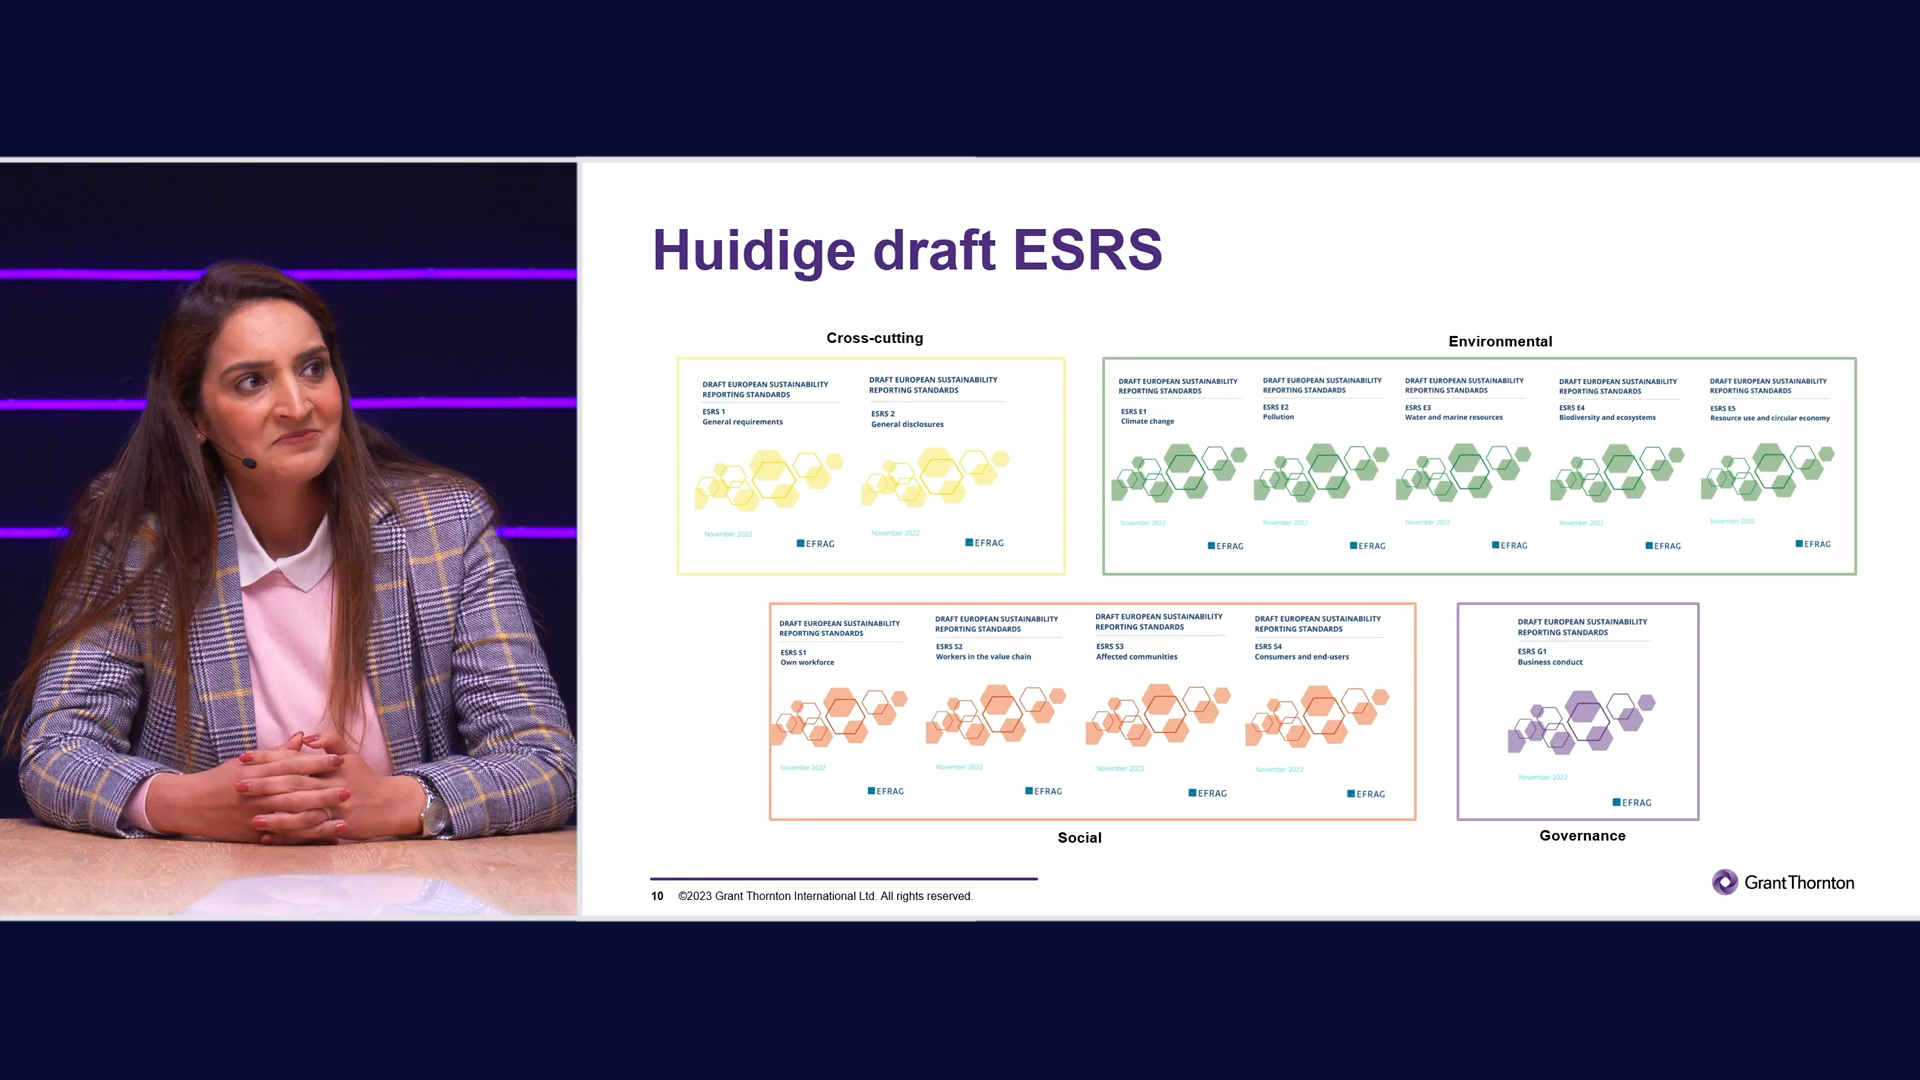 Huidige draft ESRS
Cross-cutting
DRAFT EUROPEAN SUSTAINABILITY
REPORTING STANDARDS
ESRS 1
General requirements
November 2022
EFRAG
DRAFT EUROPEAN SUSTAINABILITY
REPORTING STANDARDS
ESRS 2
General disclosures
November 2022
EFRAG
Environmental
DRAFT EUROPEAN SUSTAINABILITY
REPORTING STANDARDS
ESRS E1
Climate change
November 2022
EFRAG
DRAFT EUROPEAN SUSTAINABILITY
REPORTING STANDARDS
ESRS E2
Pollution
November 2022
EFRAG
DRAFT EUROPEAN SUSTAINABILITY
REPORTING STANDARDS
ESRS E3
Water and marine resources
November 2022
EFRAG
DRAFT EUROPEAN SUSTAINABILITY
REPORTING STANDARDS
ESRS E4
Biodiversity and ecosystems
November 2022
EFRAG
DRAFT EUROPEAN SUSTAINABILITY
REPORTING STANDARDS
ESRS E5
Resource use and circular economy
November 2022
EFRAG
DRAFT EUROPEAN SUSTAINABILITY
REPORTING STANDARDS
ESRS S1
Own workforce
November 2022
EFRAG
DRAFT EUROPEAN SUSTAINABILITY
REPORTING STANDARDS
ESRS S2
Workers in the value chain
November 2022
EFRAG
DRAFT EUROPEAN SUSTAINABILITY
REPORTING STANDARDS
ESRS S3
Affected communities
November 2022
EFRAG
DRAFT EUROPEAN SUSTAINABILITY
REPORTING STANDARDS
ESRS S4
Consumers and end-users
November 2022
EFRAG
Social
DRAFT EUROPEAN SUSTAINABILITY
REPORTING STANDARDS
ESRS G1
Business conduct
November 2022
EFRAG
Governance
10 ©2023 Grant Thornton International Ltd. All rights reserved.
GrantThornton